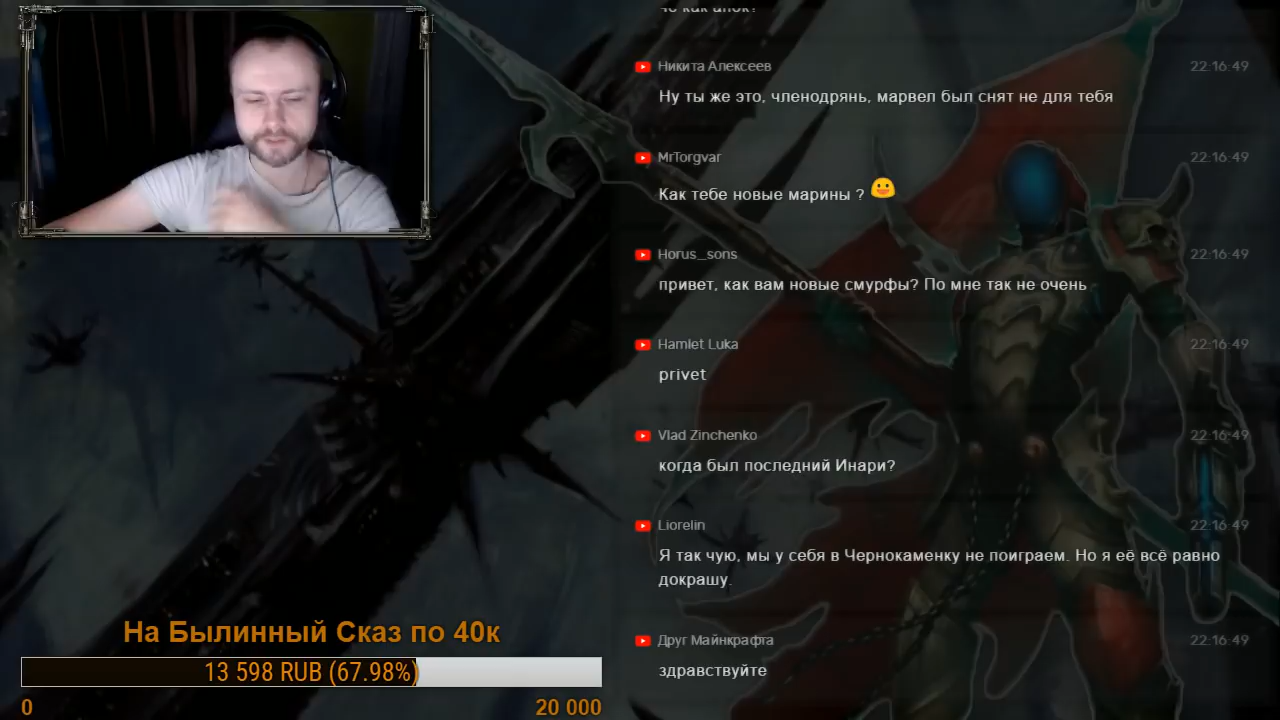 Никита Алексеев
22:16:49
Ну ты же это, членодрянь, марвел был снят не для тебя
MrTorgvar
22:16:49
Как тебе новые марины ?
Horus_sons
22:16:49
привет, как вам новые смурфы? По мне так не очень
Hamlet Luka
22:16:49
privet
Vlad Zinchenko
22:16:49
когда был последний Инари?
Liorelin
22:16:49
Я так чую, мы у себя в Чернокаменку не поиграем. Но я её всё равно
докрашу.
Друг Майнкрафта
22:16:49
здравствуйте
На Былинный Сказ по 40к
13 598 RUB (67.98%)
0
20 000